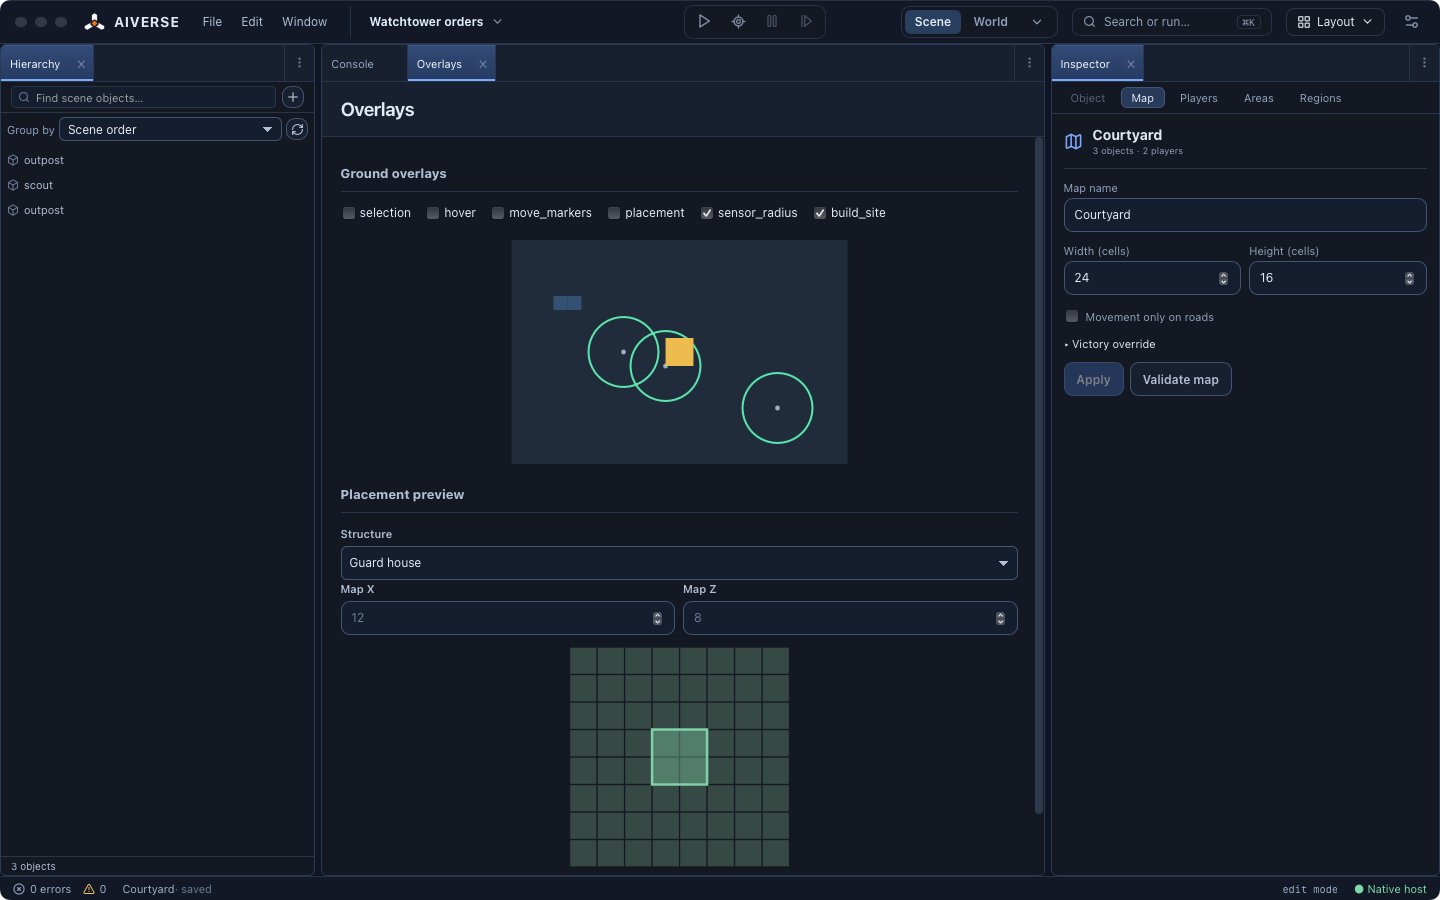 AIVERSE File Edit Window Watchtower orders Scene World Search or run... ⌘K Layout
Hierarchy
Find scene objects...
Group by Scene order
outpost
scout
outpost
3 objects
Console Overlays
Overlays
Ground overlays
selection hover move_markers placement sensor_radius build_site
Placement preview
Structure
Guard house
Map X Map Z
12 8
Inspector
Object Map Players Areas Regions
Courtyard
3 objects · 2 players
Map name
Courtyard
Width (cells) Height (cells)
24 16
Movement only on roads
Victory override
Apply Validate map
0 errors 0 Courtyard · saved edit mode Native host